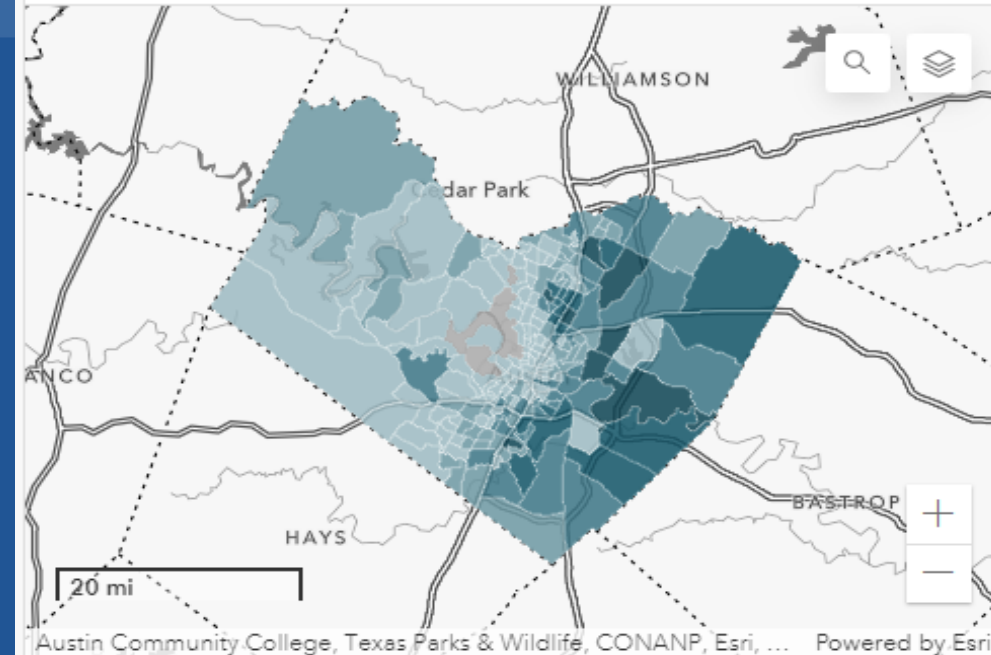 WILLIAMSON
Cedar Park
ANCO
BASTROP
HAYS
20 mi
Austin Community College, Texas Parks & Wildlife, CONANP, Esri, ... Powered by Esri